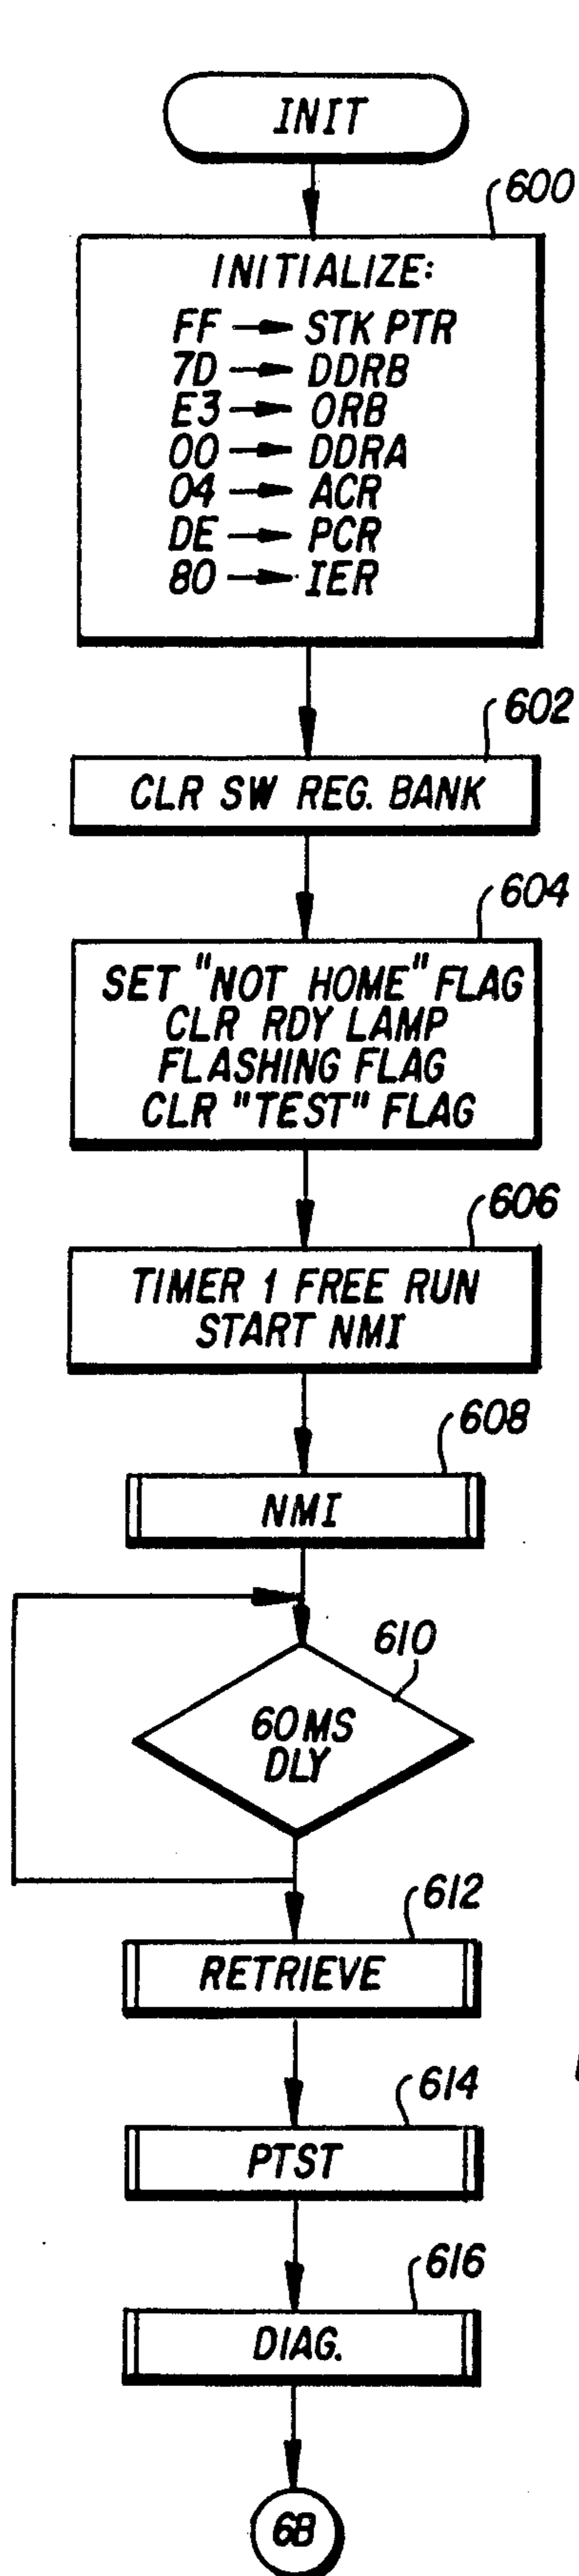 INIT
600
INITIALIZE:
FF → STK PTR
7D → DDRB
E3 → ORB
00 → DDRA
04 → ACR
DE → PCR
80 → IER
602
CLR SW REG. BANK
604
SET "NOT HOME" FLAG
CLR RDY LAMP
FLASHING FLAG
CLR "TEST" FLAG
606
TIMER 1 FREE RUN
START NMI
608
NMI
610
60MS
DLY
612
RETRIEVE
614
PTST
616
DIAG.
6B